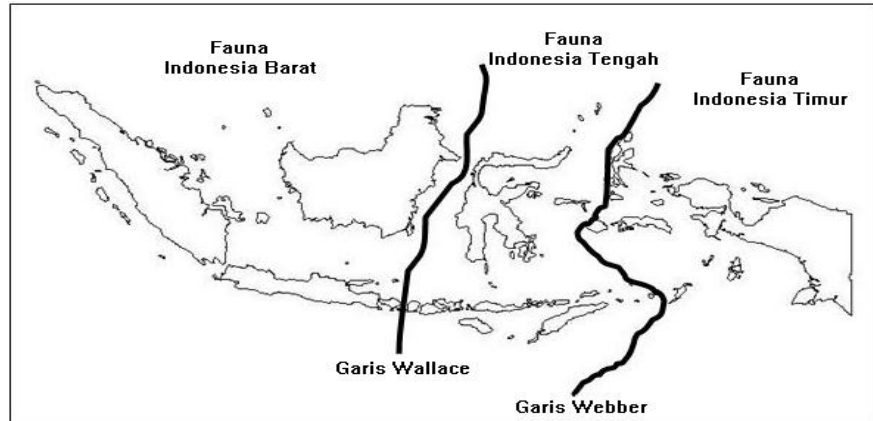 Fauna
Indonesia Barat
Fauna
Indonesia Tengah
Fauna
Indonesia Timur
Garis Wallace
Garis Webber